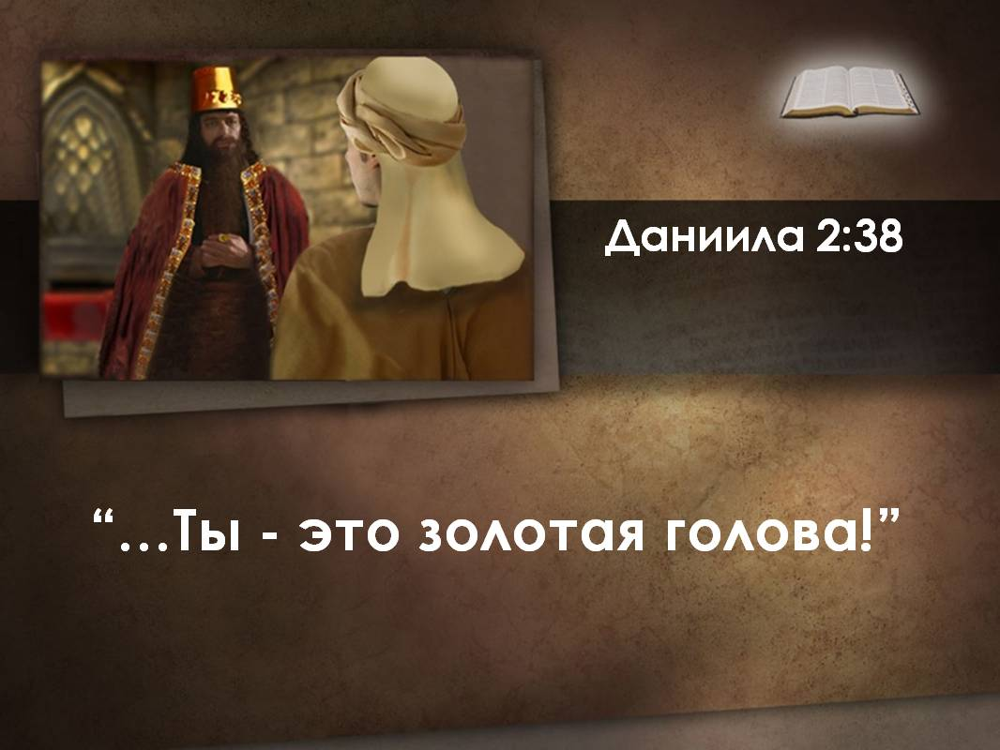 Даниила 2:38
“...Ты - это золотая голова!”